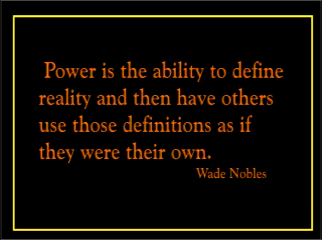 Power is the ability to define
reality and then have others
use those definitions as if
they were their own.
Wade Nobles